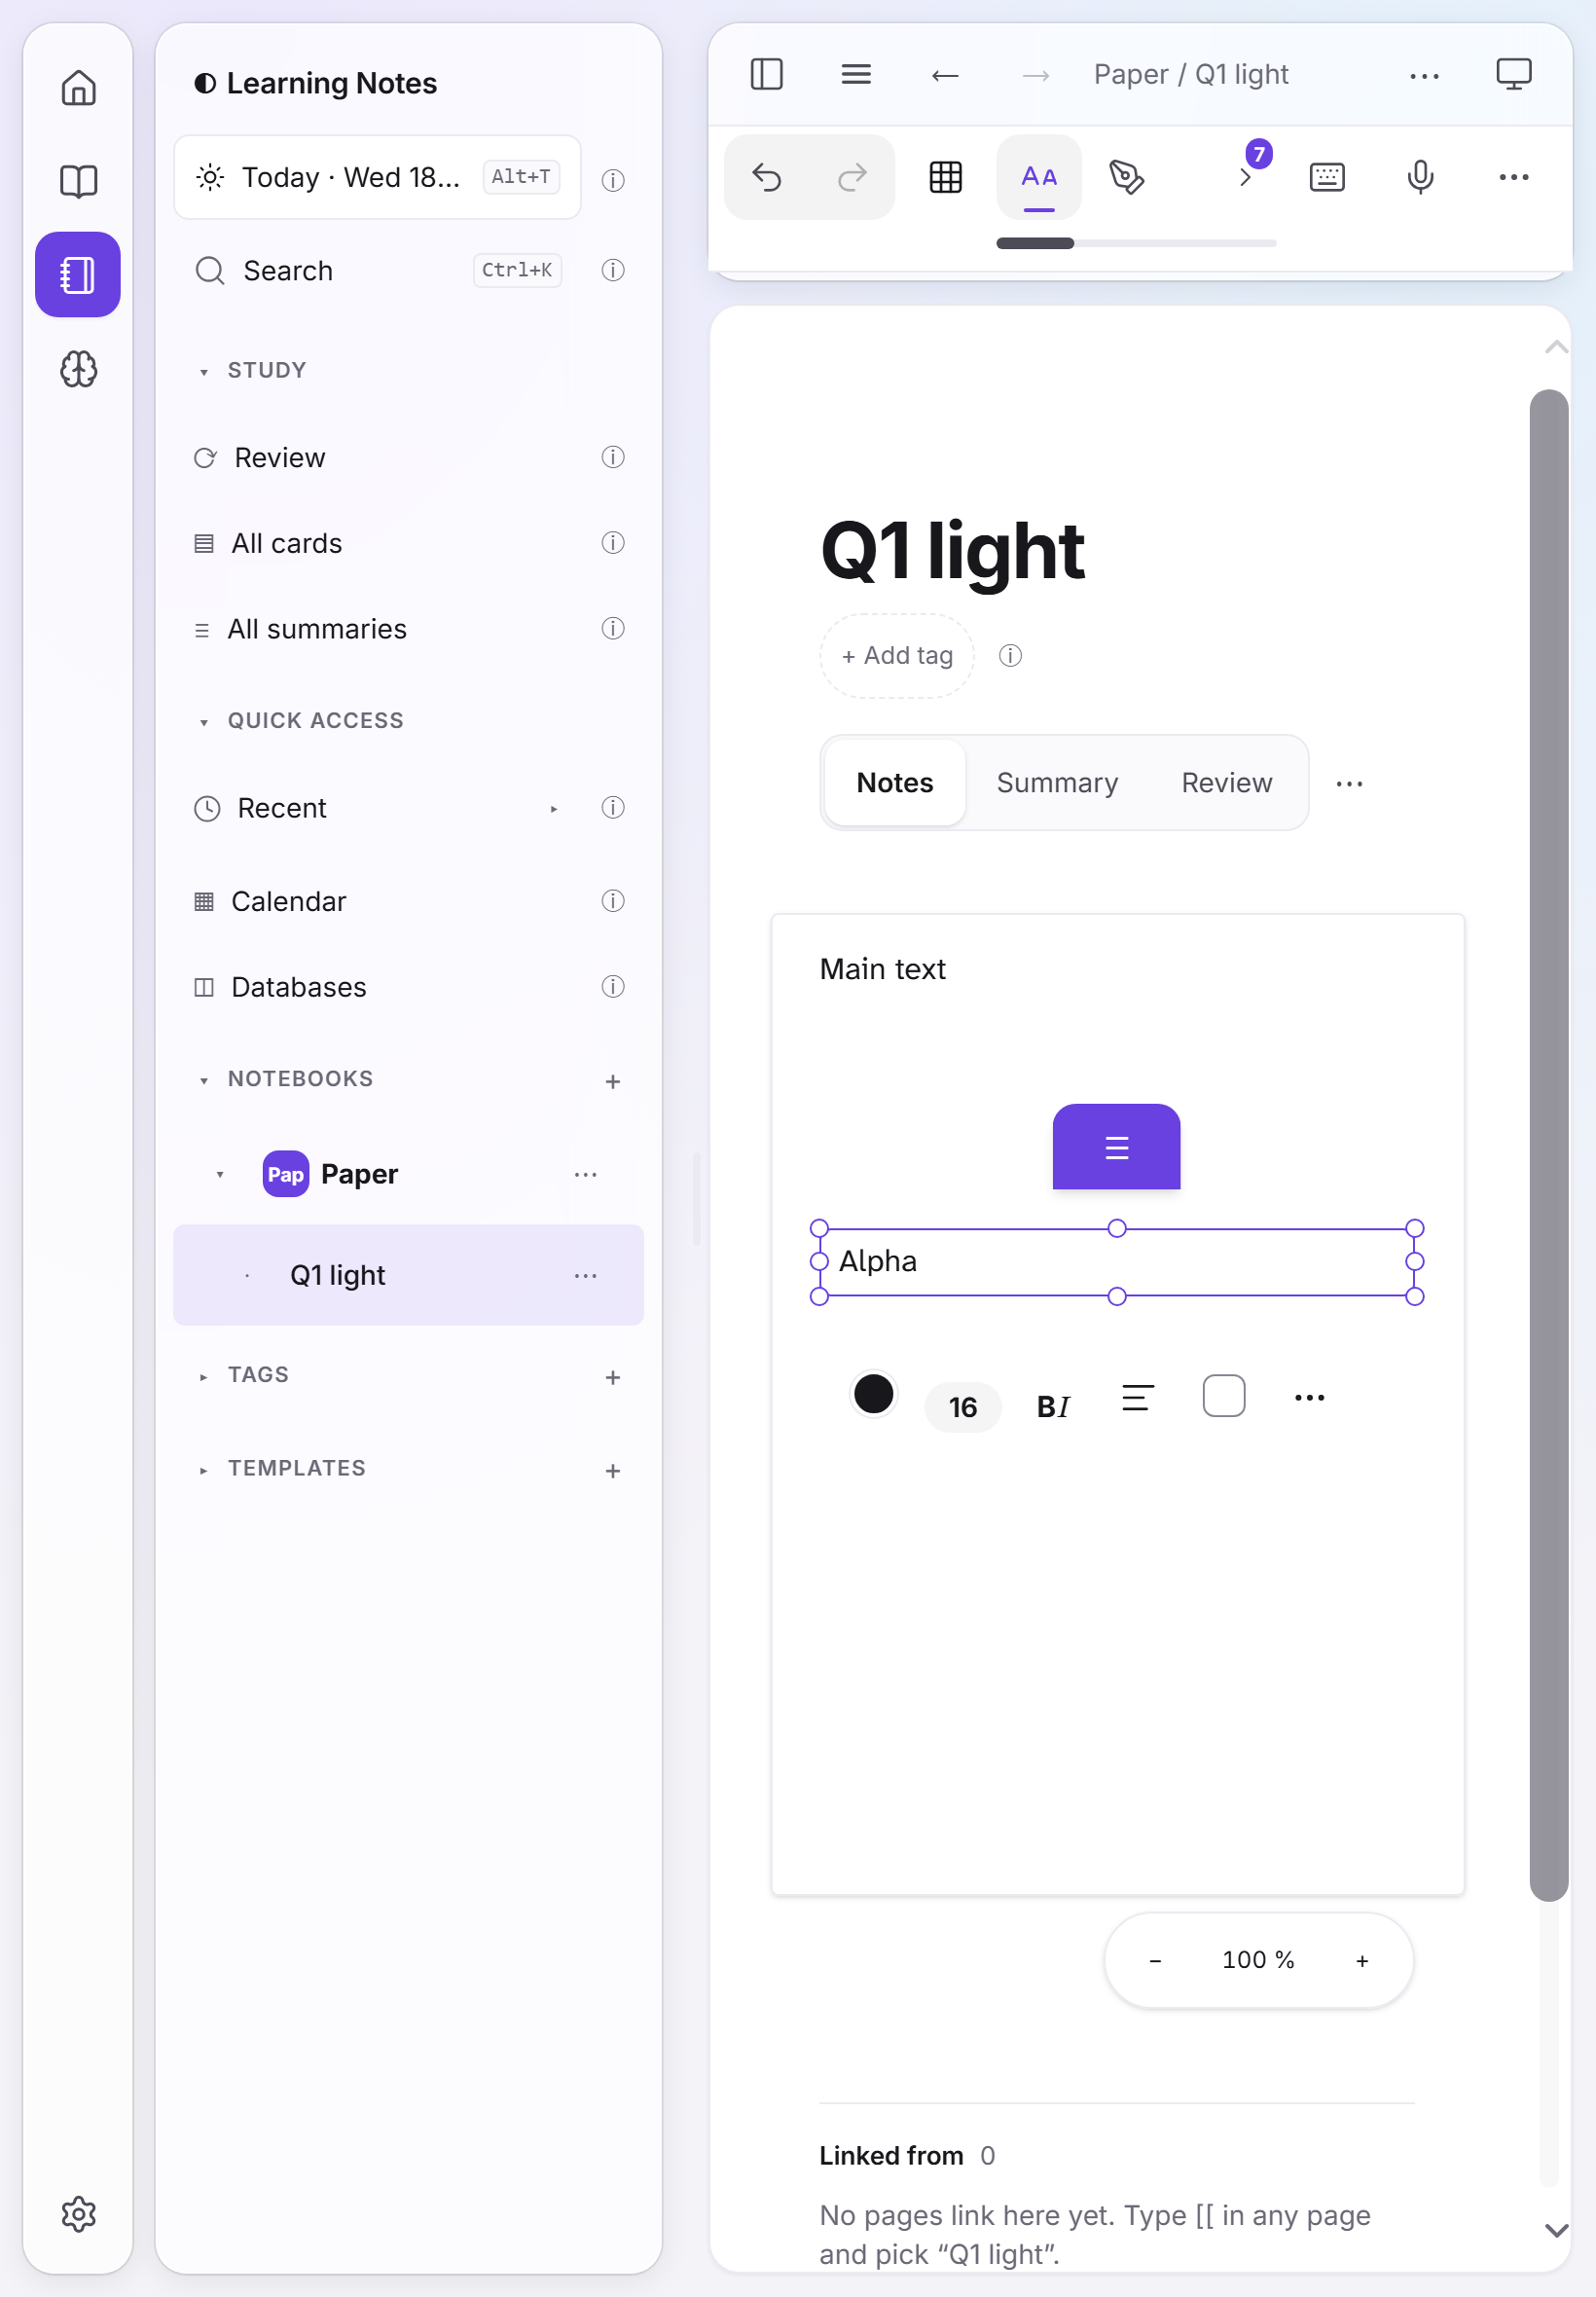 Learning Notes
Today · Wed 18... Alt+T
Search Ctrl+K
STUDY
Review
All cards
All summaries
QUICK ACCESS
Recent
Calendar
Databases
NOTEBOOKS +
Pap Paper ...
Q1 light ...
TAGS +
TEMPLATES +
Paper / Q1 light
AA
7
Q1 light
+ Add tag
Notes Summary Review ...
Main text
Alpha
16 BI
− 100 % +
Linked from 0
No pages link here yet. Type [[ in any page
and pick “Q1 light”.